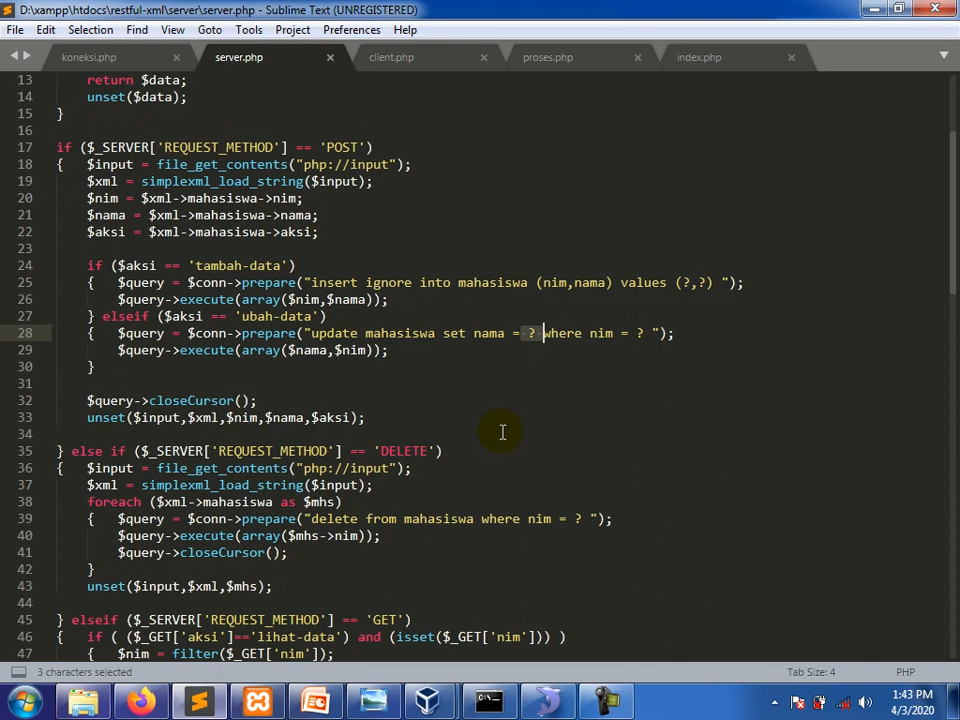 D:\xampp\htdocs\restful-xml\server\server.php - Sublime Text (UNREGISTERED)
File Edit Selection Find View Goto Tools Project Preferences Help
koneksi.php server.php client.php proses.php index.php
13 return $data;
14 unset($data);
15 }
16
17 if ($_SERVER['REQUEST_METHOD'] == 'POST')
18 { $input = file_get_contents("php://input");
19 $xml = simplexml_load_string($input);
20 $nim = $xml->mahasiswa->nim;
21 $nama = $xml->mahasiswa->nama;
22 $aksi = $xml->mahasiswa->aksi;
23
24 if ($aksi == 'tambah-data')
25 { $query = $conn->prepare("insert ignore into mahasiswa (nim,nama) values (?,?) ");
26 $query->execute(array($nim,$nama));
27 } elseif ($aksi == 'ubah-data')
28 { $query = $conn->prepare("update mahasiswa set nama = ? where nim = ? ");
29 $query->execute(array($nama,$nim));
30 }
31
32 $query->closeCursor();
33 unset($input,$xml,$nim,$nama,$aksi);
34
35 } else if ($_SERVER['REQUEST_METHOD'] == 'DELETE')
36 { $input = file_get_contents("php://input");
37 $xml = simplexml_load_string($input);
38 foreach ($xml->mahasiswa as $mhs)
39 { $query = $conn->prepare("delete from mahasiswa where nim = ? ");
40 $query->execute(array($mhs->nim));
41 $query->closeCursor();
42 }
43 unset($input,$xml,$mhs);
44
45 } elseif ($_SERVER['REQUEST_METHOD'] == 'GET')
46 { if ( ($_GET['aksi']=='lihat-data') and (isset($_GET['nim'])) )
47 { $nim = filter($_GET['nim']);
3 characters selected Tab Size: 4 PHP
1:43 PM
4/3/2020